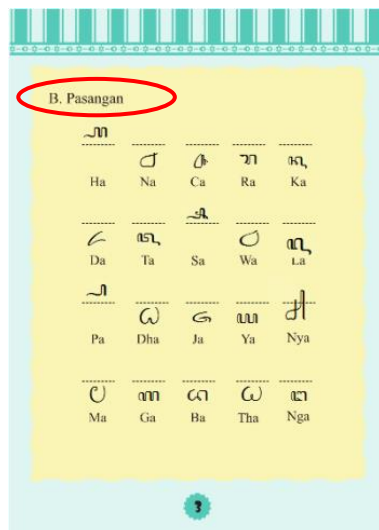 B. Pasangan
꧀ꦲ ꧀ꦤ ꧀ꦕ ꧀ꦫ ꧀ꦏ
Ha Na Ca Ra Ka
꧀ꦢ ꧀ꦠ ꧀ꦱ ꧀ꦮ ꧀ꦭ
Da Ta Sa Wa La
꧀ꦥ ꧀ꦝ ꧀ꦗ ꧀ꦪ ꧀ꦚ
Pa Dha Ja Ya Nya
꧀ꦩ ꧀ꦒ ꧀ꦧ ꧀ꦛ ꧀ꦔ
Ma Ga Ba Tha Nga
3